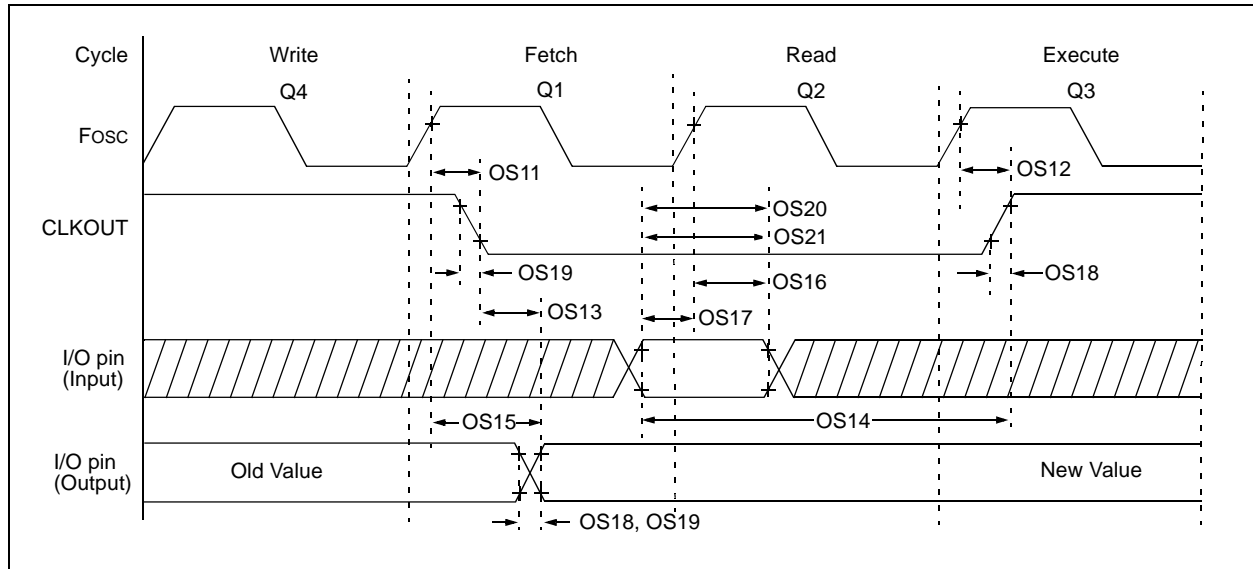 Cycle Write Fetch Read Execute
Q4 Q1 Q2 Q3
FOSC
OS11 OS12
CLKOUT
OS20
OS21
OS19 OS16 OS18
OS13 OS17
I/O pin
(Input)
OS15 OS14
I/O pin
(Output)
Old Value New Value
OS18, OS19